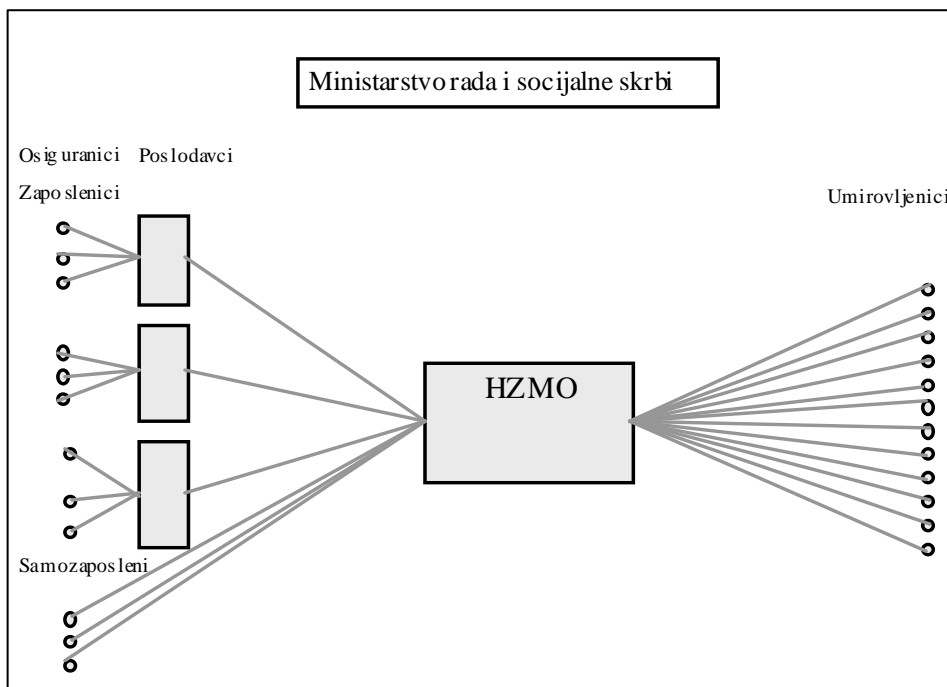 Ministarstvo rada i socijalne skrbi
Osiguranici Poslodavci
Zaposlenici
Umirovljenici
HZMO
Samozaposleni